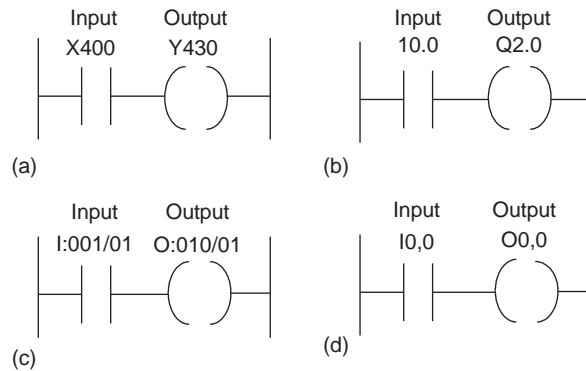 Input Output
X400 Y430
(a)
Input Output
10.0 Q2.0
(b)
Input Output
I:001/01 O:010/01
(c)
Input Output
I0,0 O0,0
(d)